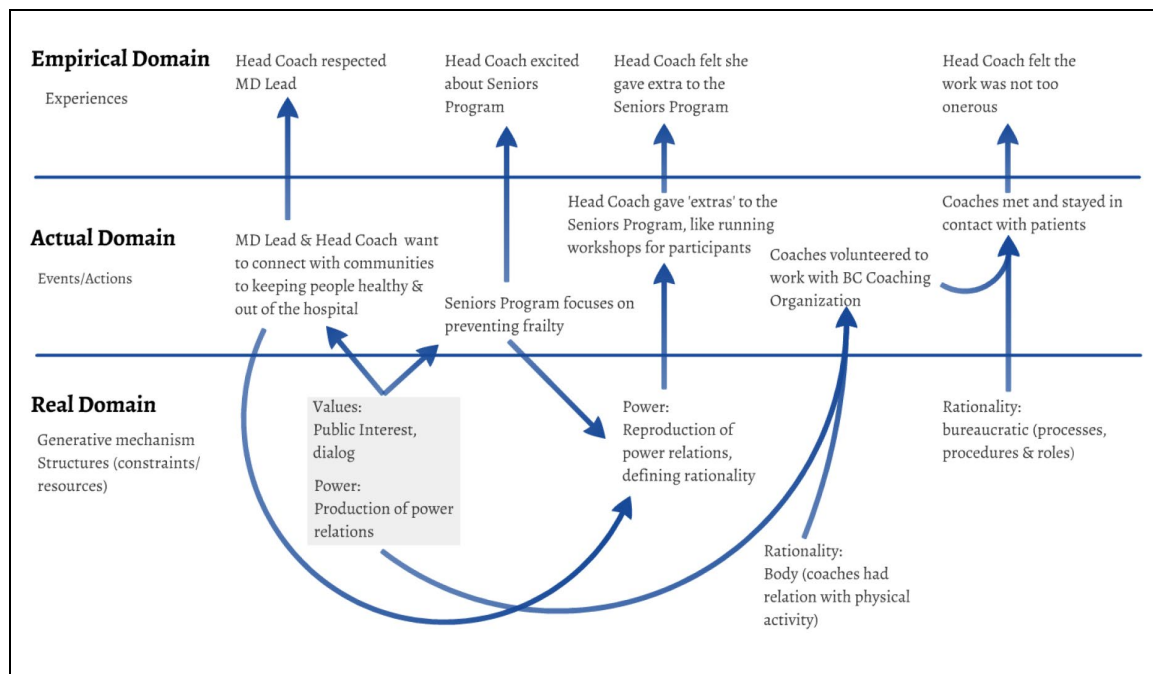 Empirical Domain
Experiences
Head Coach respected
MD Lead
Head Coach excited
about Seniors
Program
Head Coach felt she
gave extra to the
Seniors Program
Head Coach felt the
work was not too
onerous
Actual Domain
Events/Actions
MD Lead & Head Coach want
to connect with communities
to keeping people healthy &
out of the hospital
Seniors Program focuses on
preventing frailty
Head Coach gave 'extras' to the
Seniors Program, like running
workshops for participants
Coaches volunteered to
work with BC Coaching
Organization
Coaches met and stayed in
contact with patients
Real Domain
Generative mechanism
Structures (constraints/
resources)
Values:
Public Interest,
dialog
Power:
Production of power
relations
Power:
Reproduction of
power relations,
defining rationality
Rationality:
Body (coaches had
relation with physical
activity)
Rationality:
bureaucratic (processes,
procedures & roles)